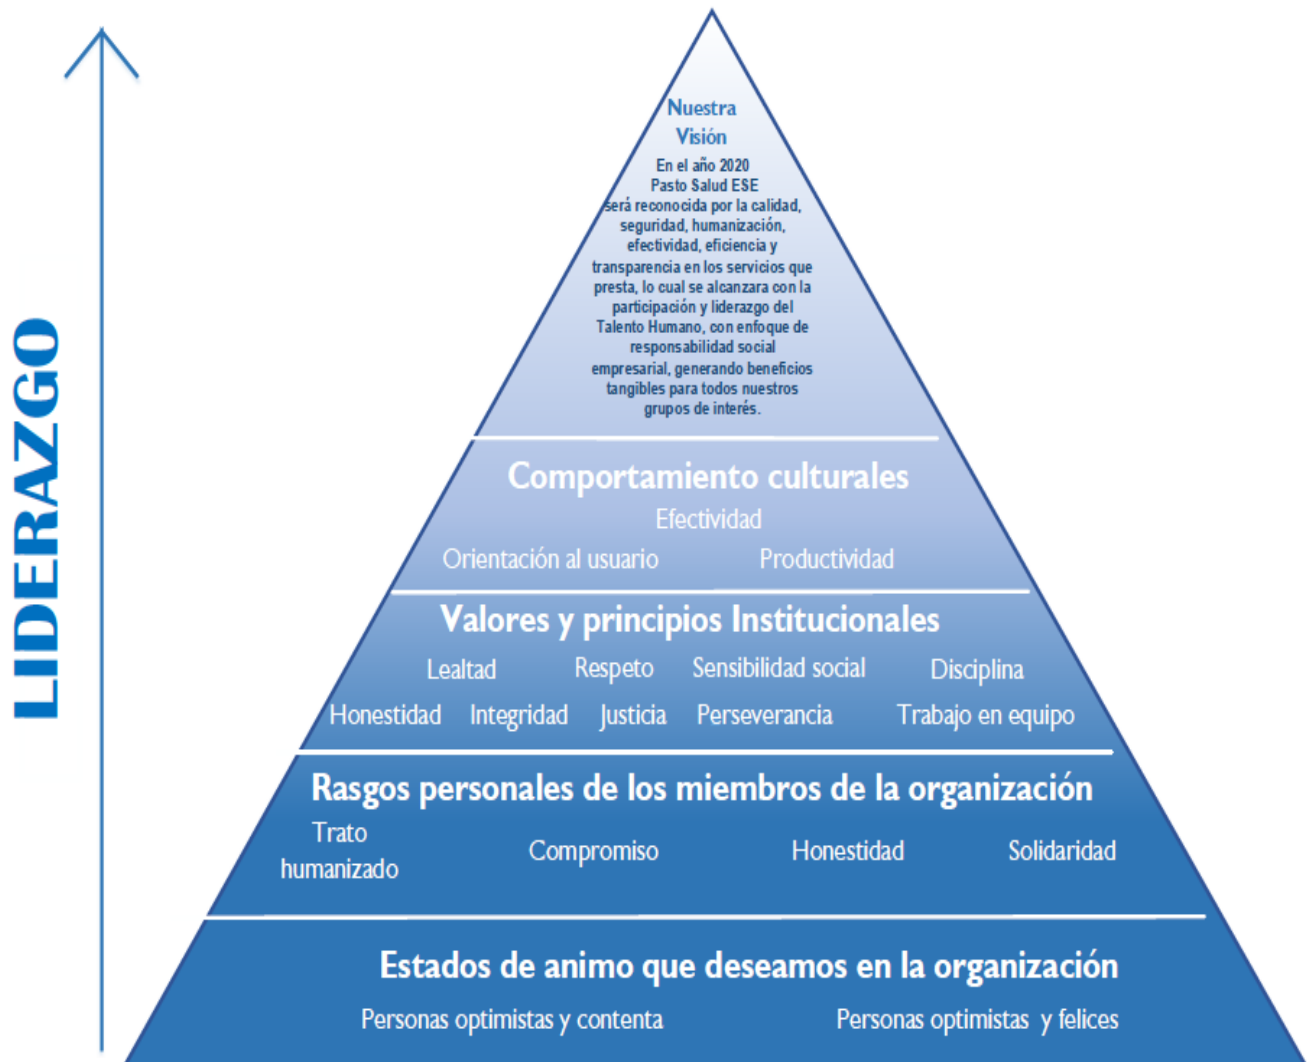 LIDERAZGO
Nuestra
Visión
En el año 2020
Pasto Salud ESE
será reconocida por la calidad,
seguridad, humanización,
efectividad, eficiencia y
transparencia en los servicios que
presta, lo cual se alcanzara con la
participación y liderazgo del
Talento Humano, con enfoque de
responsabilidad social
empresarial, generando beneficios
tangibles para todos nuestros
grupos de interés.
Comportamiento culturales
Efectividad
Orientación al usuario Productividad
Valores y principios Institucionales
Lealtad Respeto Sensibilidad social Disciplina
Honestidad Integridad Justicia Perseverancia Trabajo en equipo
Rasgos personales de los miembros de la organización
Trato
humanizado Compromiso Honestidad Solidaridad
Estados de animo que deseamos en la organización
Personas optimistas y contenta Personas optimistas y felices